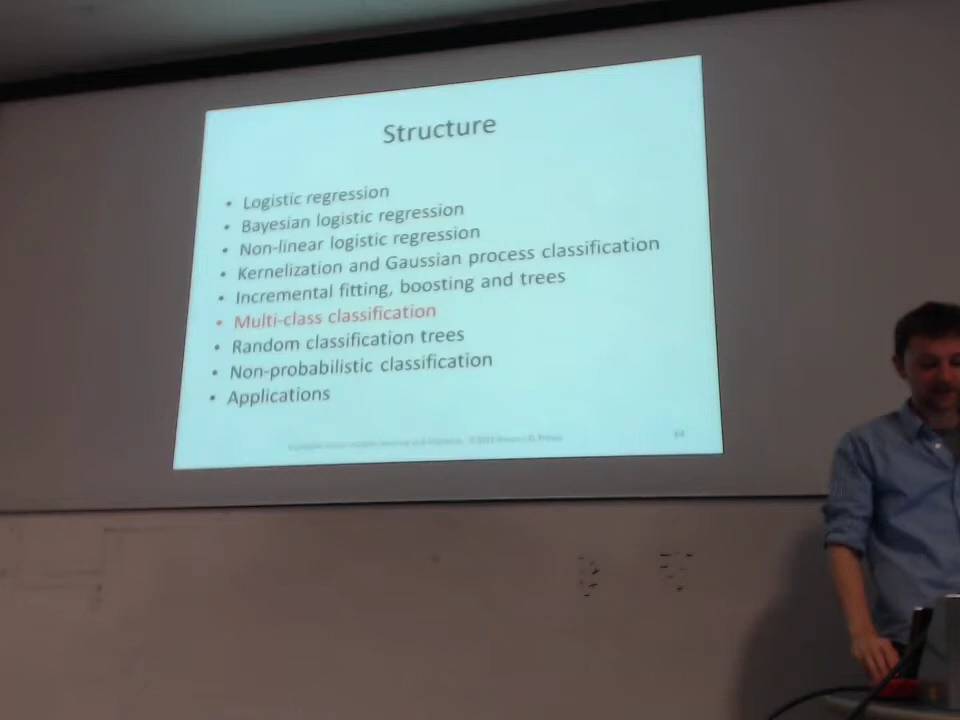 Structure
• Logistic regression
• Bayesian logistic regression
• Non-linear logistic regression
• Kernelization and Gaussian process classification
• Incremental fitting, boosting and trees
• Multi-class classification
• Random classification trees
• Non-probabilistic classification
• Applications